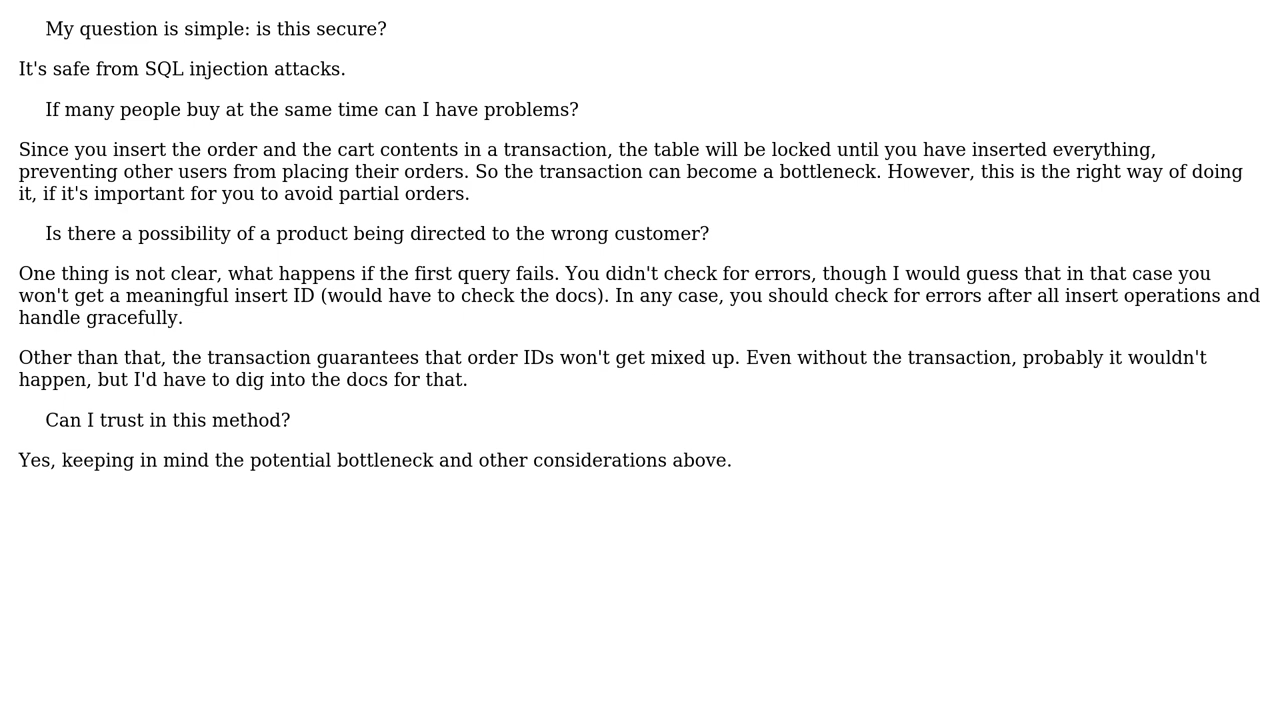 My question is simple: is this secure?
It's safe from SQL injection attacks.
If many people buy at the same time can I have problems?
Since you insert the order and the cart contents in a transaction, the table will be locked until you have inserted everything,
preventing other users from placing their orders. So the transaction can become a bottleneck. However, this is the right way of doing
it, if it's important for you to avoid partial orders.
Is there a possibility of a product being directed to the wrong customer?
One thing is not clear, what happens if the first query fails. You didn't check for errors, though I would guess that in that case you
won't get a meaningful insert ID (would have to check the docs). In any case, you should check for errors after all insert operations and
handle gracefully.
Other than that, the transaction guarantees that order IDs won't get mixed up. Even without the transaction, probably it wouldn't
happen, but I'd have to dig into the docs for that.
Can I trust in this method?
Yes, keeping in mind the potential bottleneck and other considerations above.